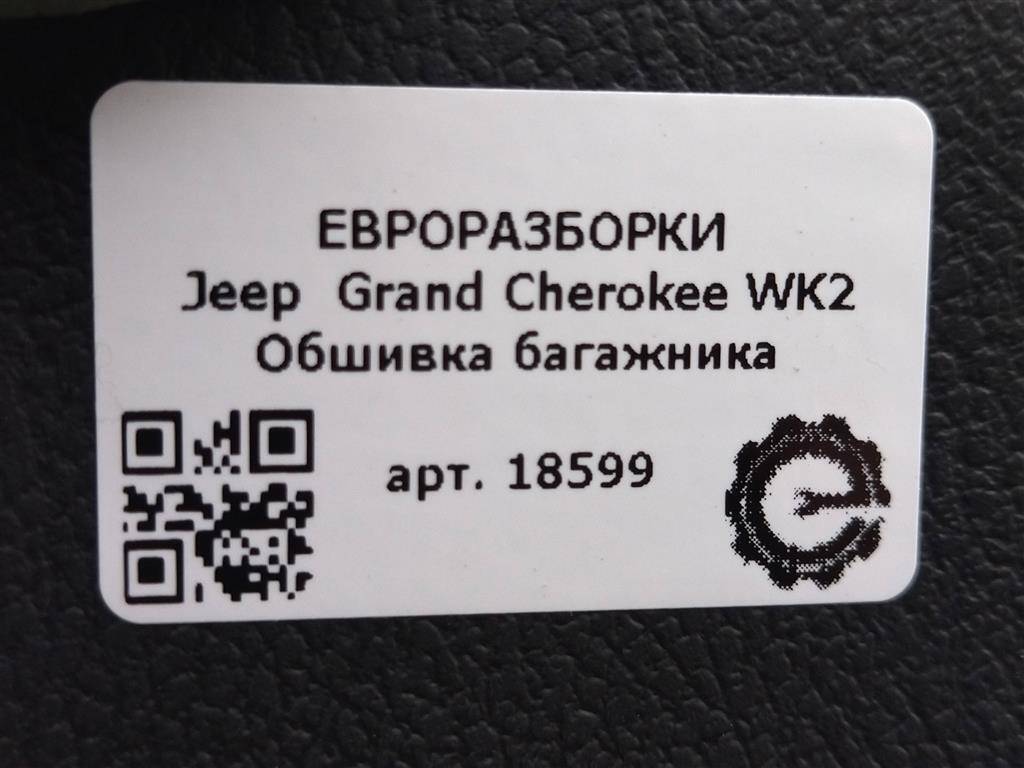 ЕВРОРАЗБОРКИ
Jeep Grand Cherokee WK2
Обшивка багажника
арт. 18599